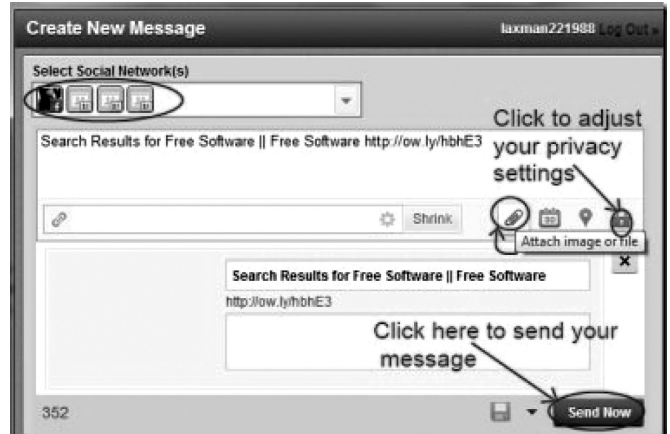 Create New Message
laxman221988 Log Out »
Select Social Network(s)
Click to adjust
your privacy
settings
Search Results for Free Software || Free Software http://ow.ly/hbhE3
Shrink
Attach image or file
Search Results for Free Software || Free Software
http://ow.ly/hbhE3
Click here to send your
message
352
Send Now